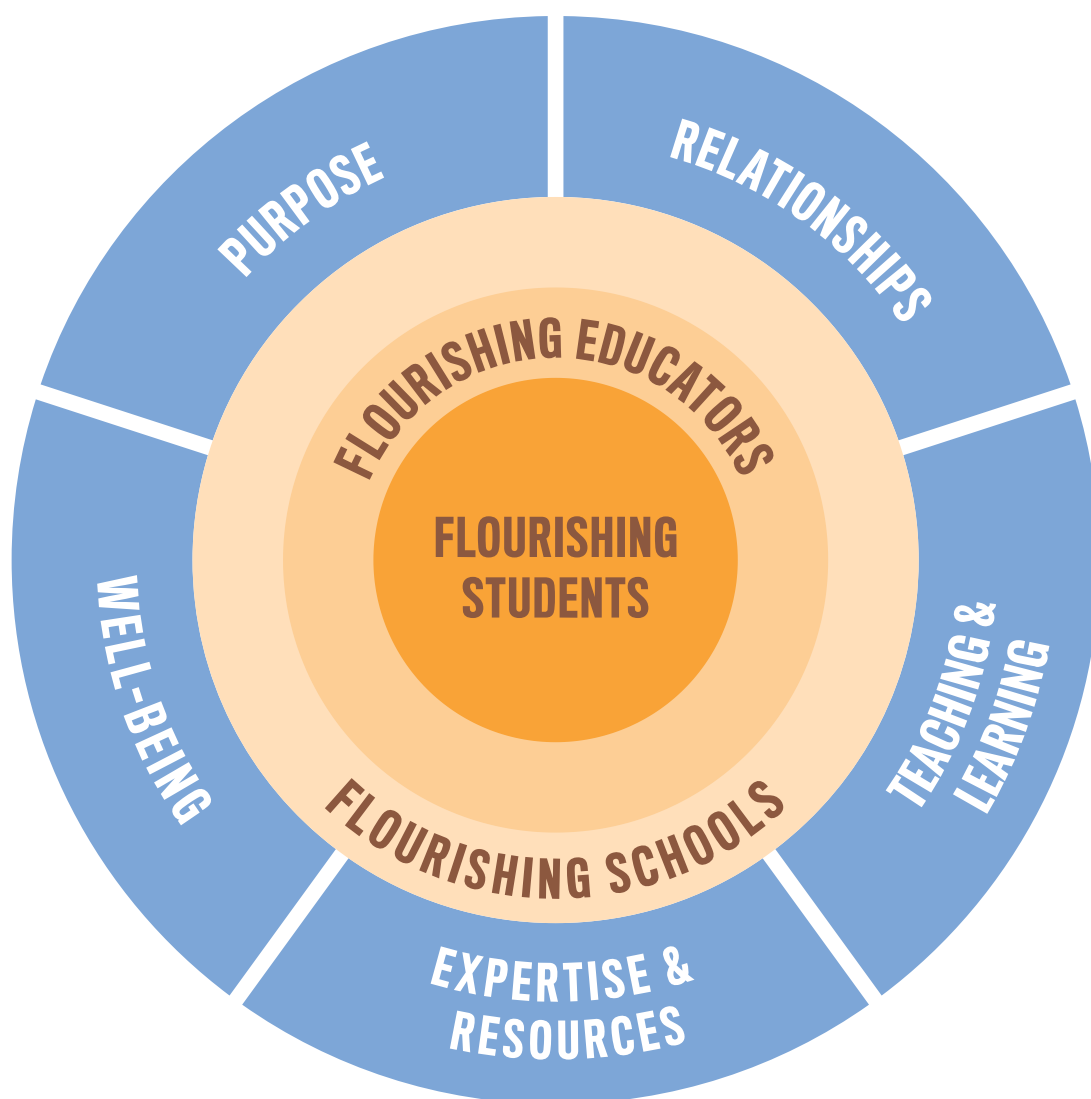 PURPOSE
RELATIONSHIPS
FLOURISHING EDUCATORS
FLOURISHING
STUDENTS
WELL-BEING
TEACHING &
LEARNING
FLOURISHING SCHOOLS
EXPERTISE &
RESOURCES